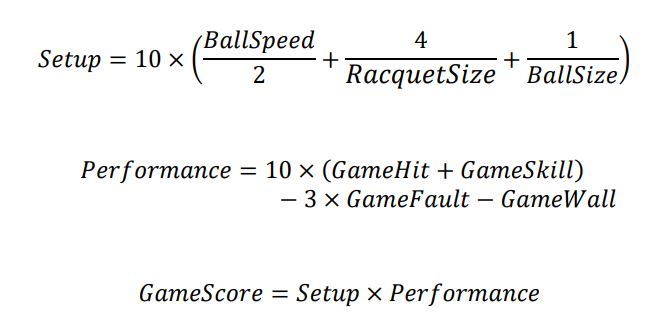 Setup = 10 × (BallSpeed/2 + 4/RacquetSize + 1/BallSize)
Performance = 10 × (GameHit + GameSkill)
− 3 × GameFault − GameWall
GameScore = Setup × Performance